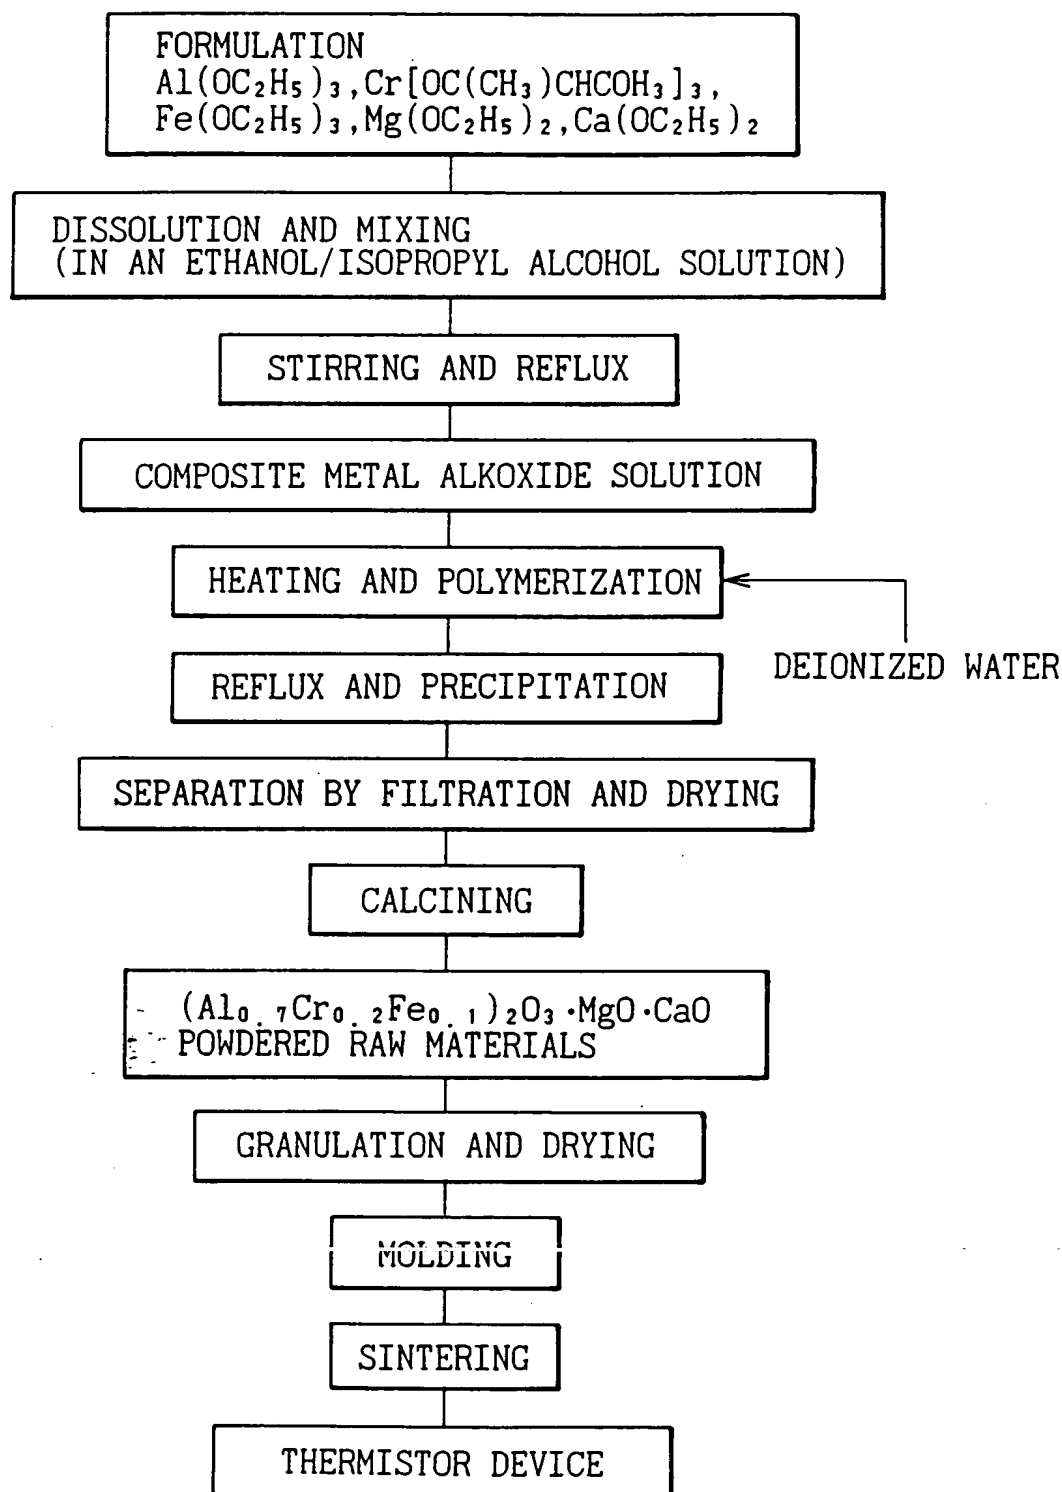 FORMULATION
Al(OC₂H₅)₃,Cr[OC(CH₃)CHCOH₃]₃,
Fe(OC₂H₅)₃,Mg(OC₂H₅)₂,Ca(OC₂H₅)₂
DISSOLUTION AND MIXING
(IN AN ETHANOL/ISOPROPYL ALCOHOL SOLUTION)
STIRRING AND REFLUX
COMPOSITE METAL ALKOXIDE SOLUTION
HEATING AND POLYMERIZATION
DEIONIZED WATER
REFLUX AND PRECIPITATION
SEPARATION BY FILTRATION AND DRYING
CALCINING
(Al₀.₇Cr₀.₂Fe₀.₁)₂O₃·MgO·CaO
POWDERED RAW MATERIALS
GRANULATION AND DRYING
MOLDING
SINTERING
THERMISTOR DEVICE